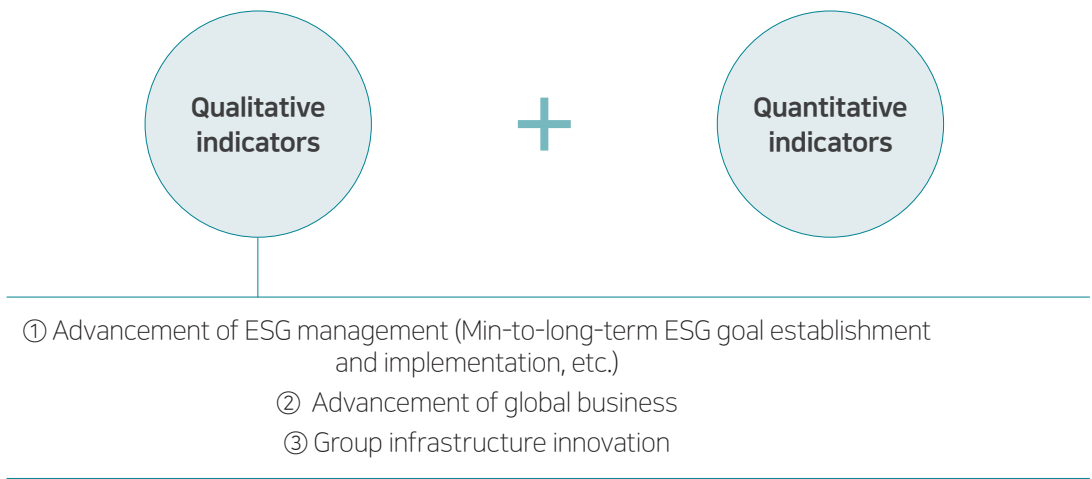 Qualitative
indicators
+
Quantitative
indicators
① Advancement of ESG management (Min-to-long-term ESG goal establishment
and implementation, etc.)
② Advancement of global business
③ Group infrastructure innovation